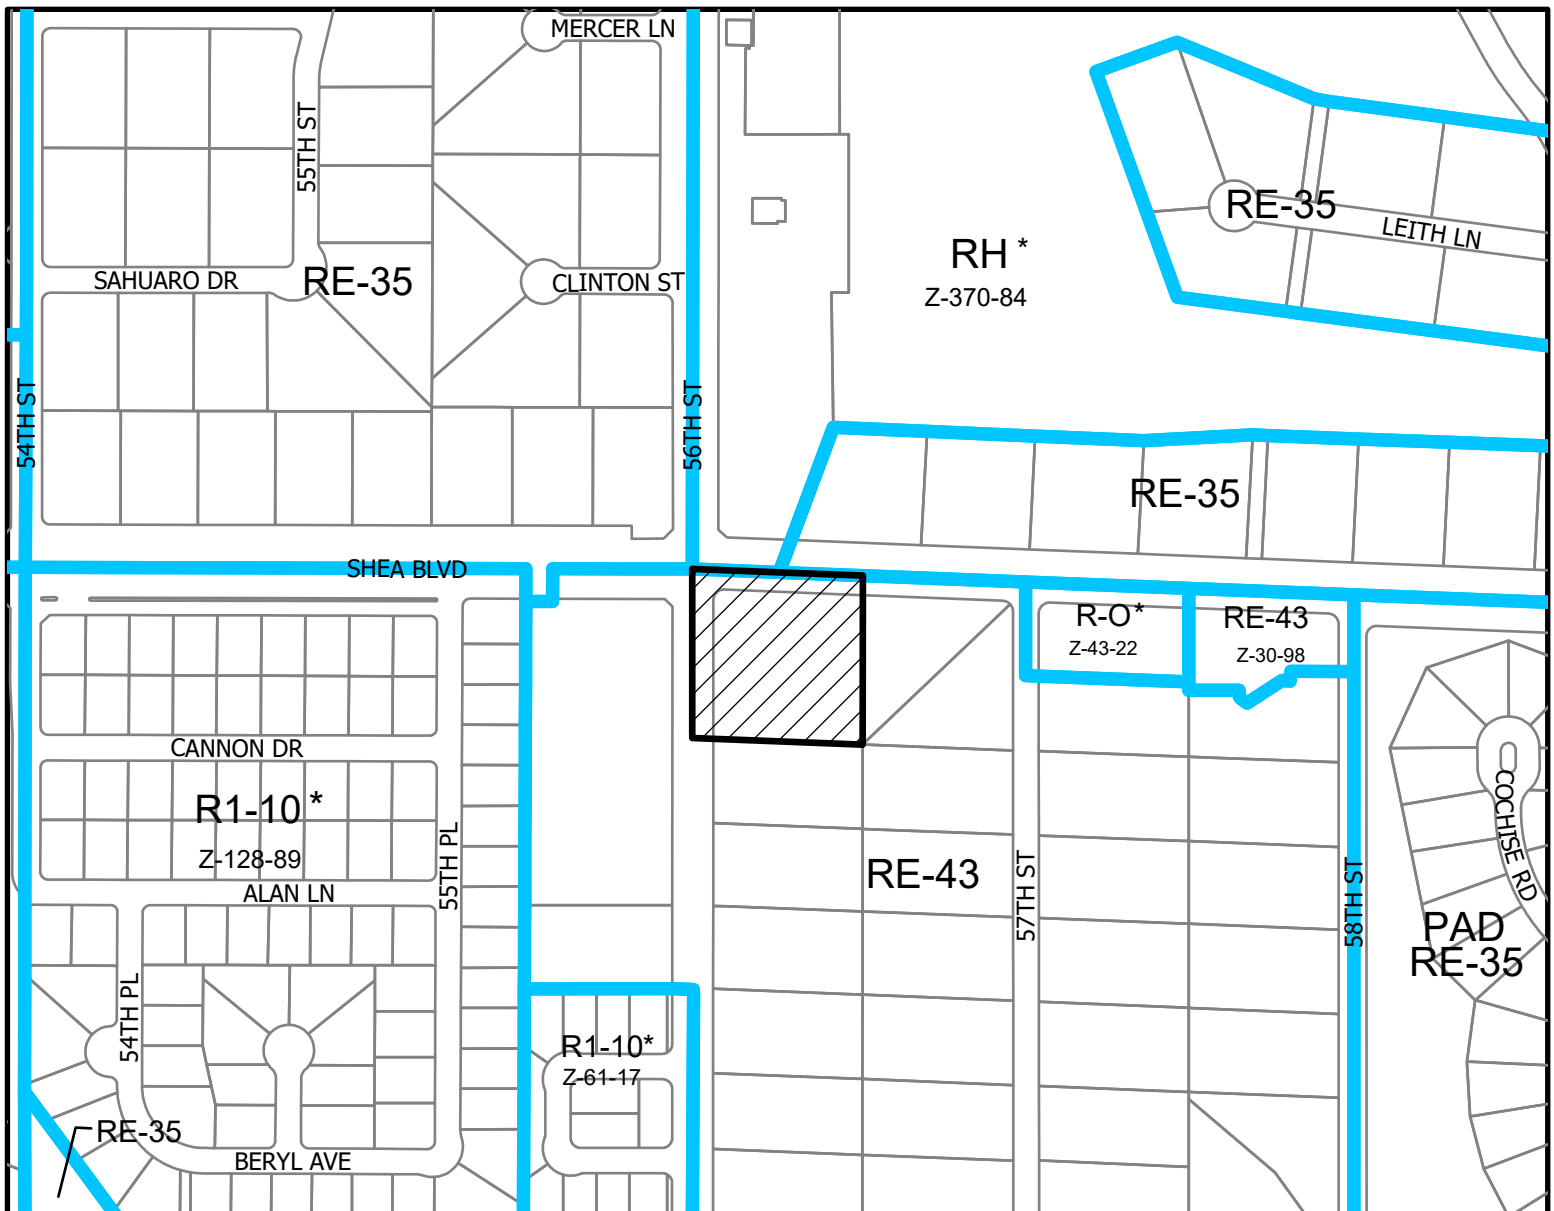 MERCER LN
55TH ST
RE-35
LEITH LN
RH *
Z-370-84
SAHUARO DR
RE-35
CLINTON ST
54TH ST
56TH ST
RE-35
SHEA BLVD
R-O*
Z-43-22
RE-43
Z-30-98
CANNON DR
R1-10 *
Z-128-89
ALAN LN
55TH PL
RE-43
57TH ST
58TH ST
COCHISE RD
PAD
RE-35
54TH PL
R1-10*
Z-61-17
RE-35
BERYL AVE